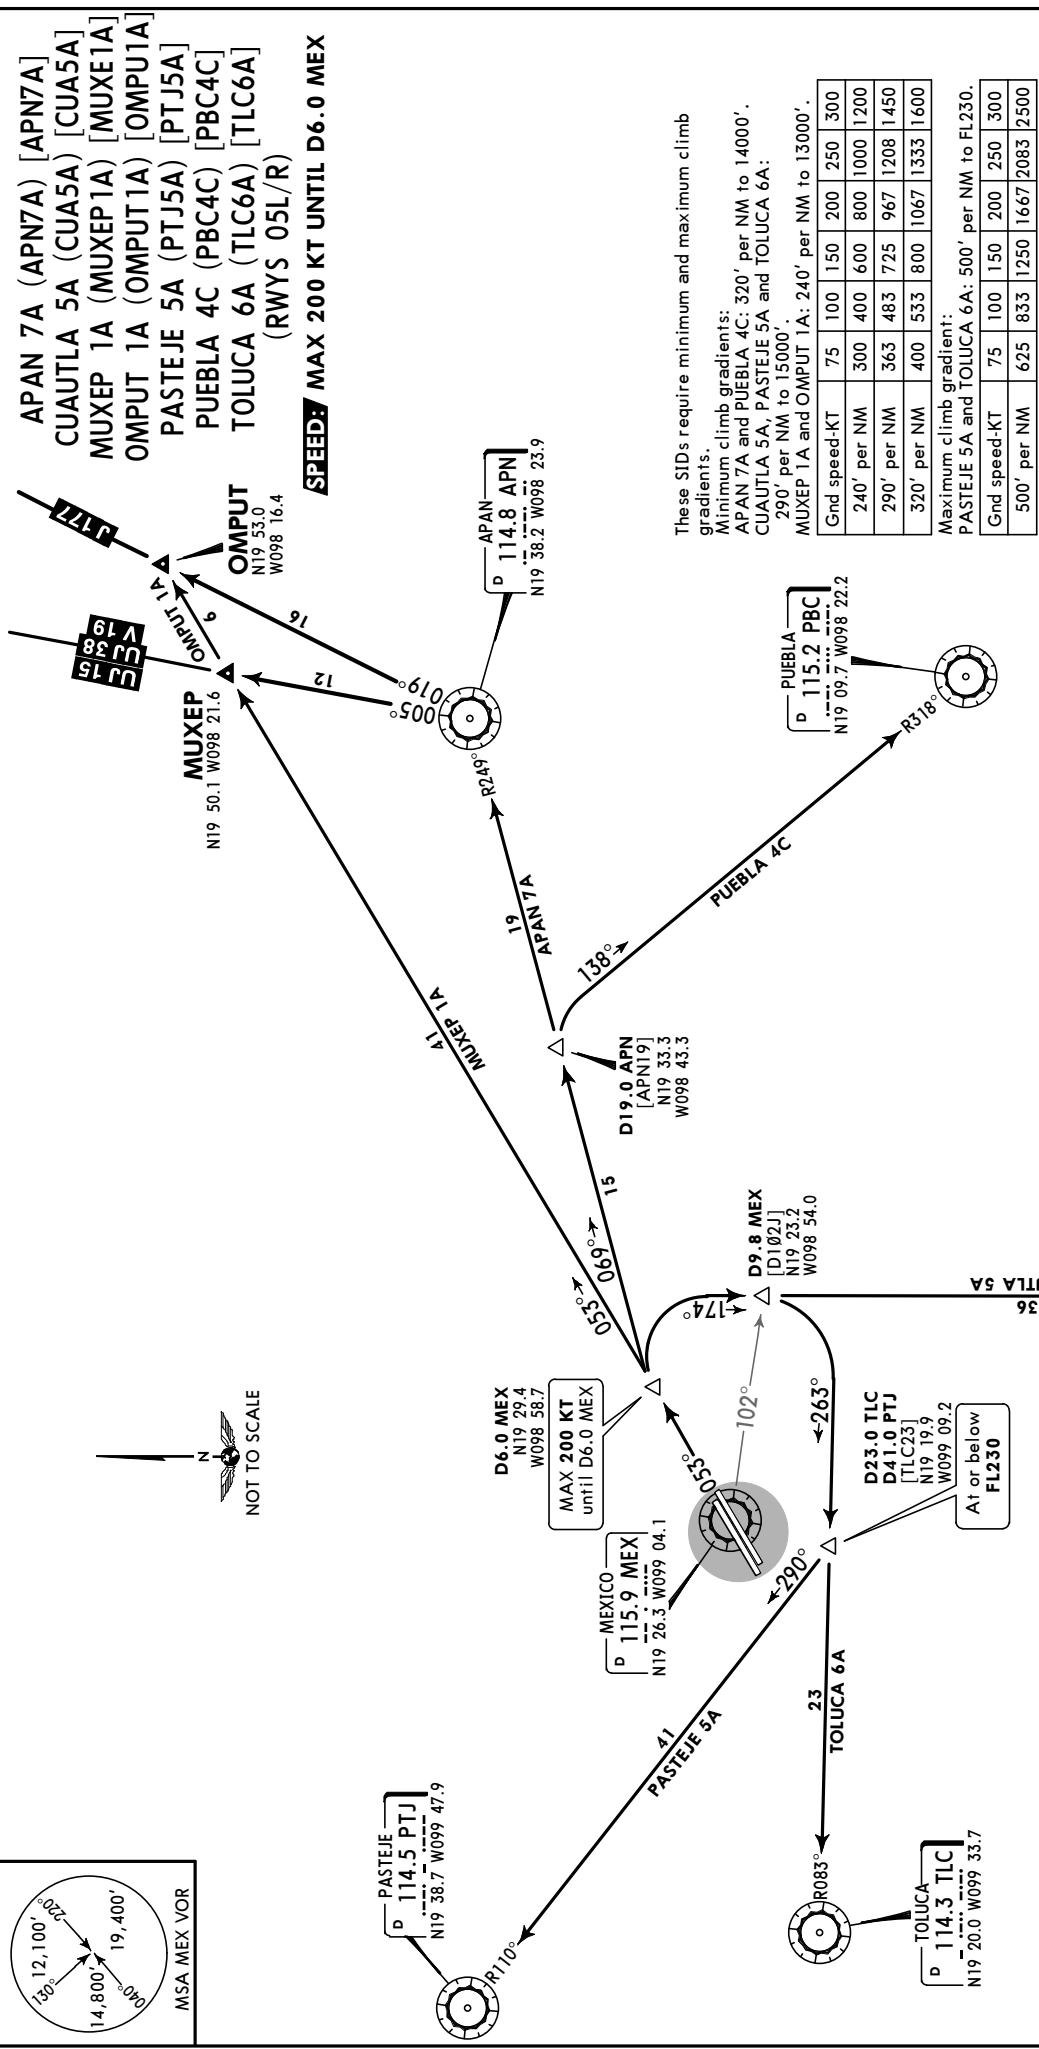 APAN 7A (APN7A) [APN7A]
CUAUTLA 5A (CUA5A) [CUA5A]
MUXEP 1A (MUXEP1A) [MUXE1A]
OMPUT 1A (OMPUT1A) [OMPU1A]
PASTEJE 5A (PTJ5A) [PTJ5A]
PUEBLA 4C (PBC4C) [PBC4C]
TOLUCA 6A (TLC6A) [TLC6A]
(RWYS 05L/R)
SPEED: MAX 200 KT UNTIL D6.0 MEX
MSA MEX VOR
130°
12,100'
220°
19,400'
14,800'
040°
N
NOT TO SCALE
J 177
OMPUT
N19 53.0
W098 16.4
UJ 15
UJ 38
V 19
MUXEP
N19 50.1 W098 21.6
OMPUT 1A
6
16
12
005°
019°
APAN
D 114.8 APN
N19 38.2 W098 23.9
R249°
19
APAN 7A
41
MUXEP 1A
D19.0 APN
[APN19]
N19 33.3
W098 43.3
138°
PUEBLA 4C
PUEBLA
D 115.2 PBC
N19 09.7 W098 22.2
R318°
15
069°
053°
D6.0 MEX
N19 29.4
W098 58.7
MAX 200 KT
until D6.0 MEX
053°
MEXICO
D 115.9 MEX
N19 26.3 W099 04.1
102°
174°
D9.8 MEX
[D102J]
N19 23.2
W098 54.0
36
UTLA 5A
263°
D23.0 TLC
D41.0 PTJ
[TLC23]
N19 19.9
W099 09.2
At or below
FL230
290°
41
PASTEJE 5A
23
TOLUCA 6A
PASTEJE
D 114.5 PTJ
N19 38.7 W099 47.9
R110°
R083°
TOLUCA
D 114.3 TLC
N19 20.0 W099 33.7
These SIDs require minimum and maximum climb
gradients.
Minimum climb gradients:
APAN 7A and PUEBLA 4C: 320' per NM to 14000'.
CUAUTLA 5A, PASTEJE 5A and TOLUCA 6A:
290' per NM to 15000'.
MUXEP 1A and OMPUT 1A: 240' per NM to 13000'.
Gnd speed-KT 75 100 150 200 250 300
240' per NM 300 400 600 800 1000 1200
290' per NM 363 483 725 967 1208 1450
320' per NM 400 533 800 1067 1333 1600
Maximum climb gradient:
PASTEJE 5A and TOLUCA 6A: 500' per NM to FL230.
Gnd speed-KT 75 100 150 200 250 300
500' per NM 625 833 1250 1667 2083 2500